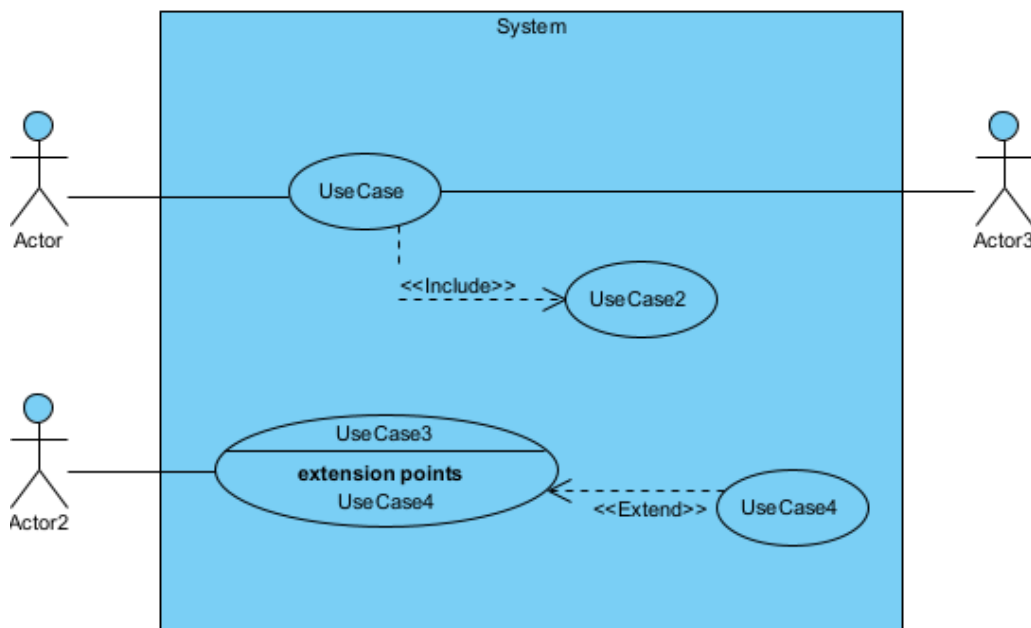 System
UseCase
Actor
Actor3
<<Include>>
UseCase2
UseCase3
extension points
UseCase4
<<Extend>>
UseCase4
Actor2